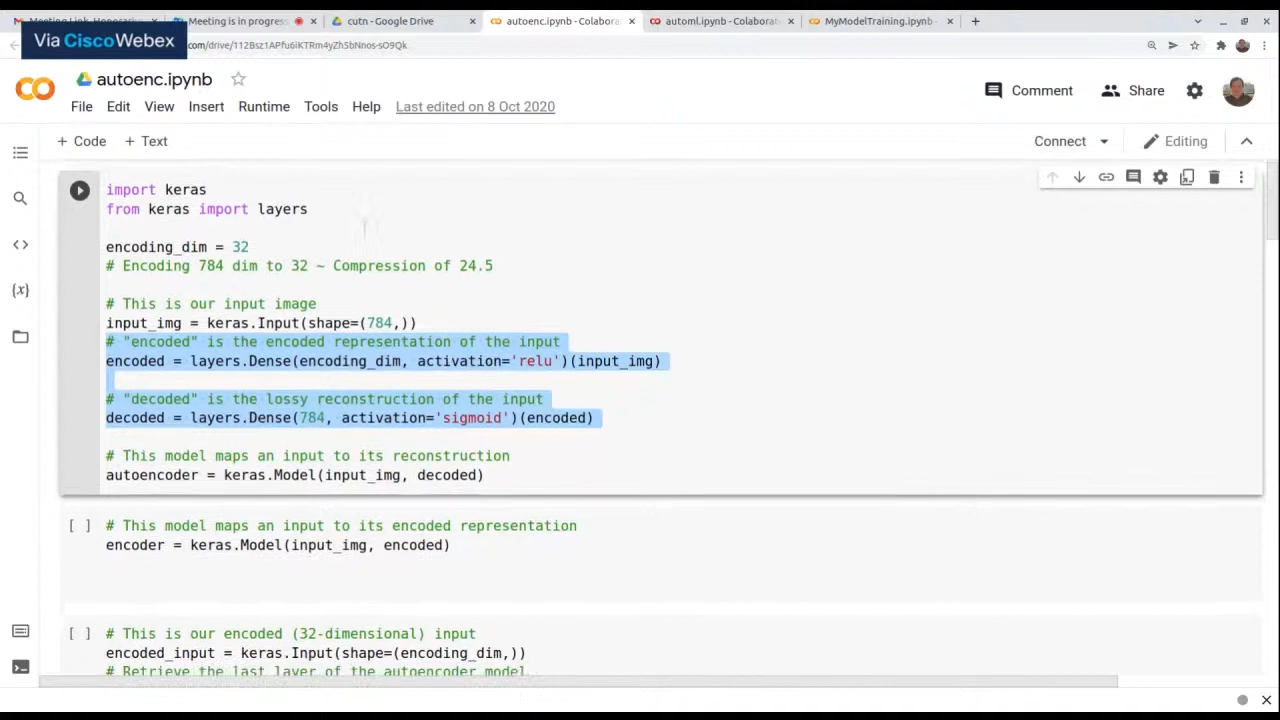 Meeting is in progress
cutn - Google Drive
autoenc.ipynb - Colaborat
automl.ipynb - Colaborat
MyModelTraining.ipynb
Via CiscoWebex
.com/drive/112Bsz1APfu6iKTRm4yZhSbNnos-sO9Qk
autoenc.ipynb
File Edit View Insert Runtime Tools Help Last edited on 8 Oct 2020
Comment Share
+ Code + Text
Connect Editing
import keras
from keras import layers
encoding_dim = 32
# Encoding 784 dim to 32 ~ Compression of 24.5
# This is our input image
input_img = keras.Input(shape=(784,))
# "encoded" is the encoded representation of the input
encoded = layers.Dense(encoding_dim, activation='relu')(input_img)
# "decoded" is the lossy reconstruction of the input
decoded = layers.Dense(784, activation='sigmoid')(encoded)
# This model maps an input to its reconstruction
autoencoder = keras.Model(input_img, decoded)
[ ] # This model maps an input to its encoded representation
encoder = keras.Model(input_img, encoded)
[ ] # This is our encoded (32-dimensional) input
encoded_input = keras.Input(shape=(encoding_dim,))
# Retrieve the last layer of the autoencoder model